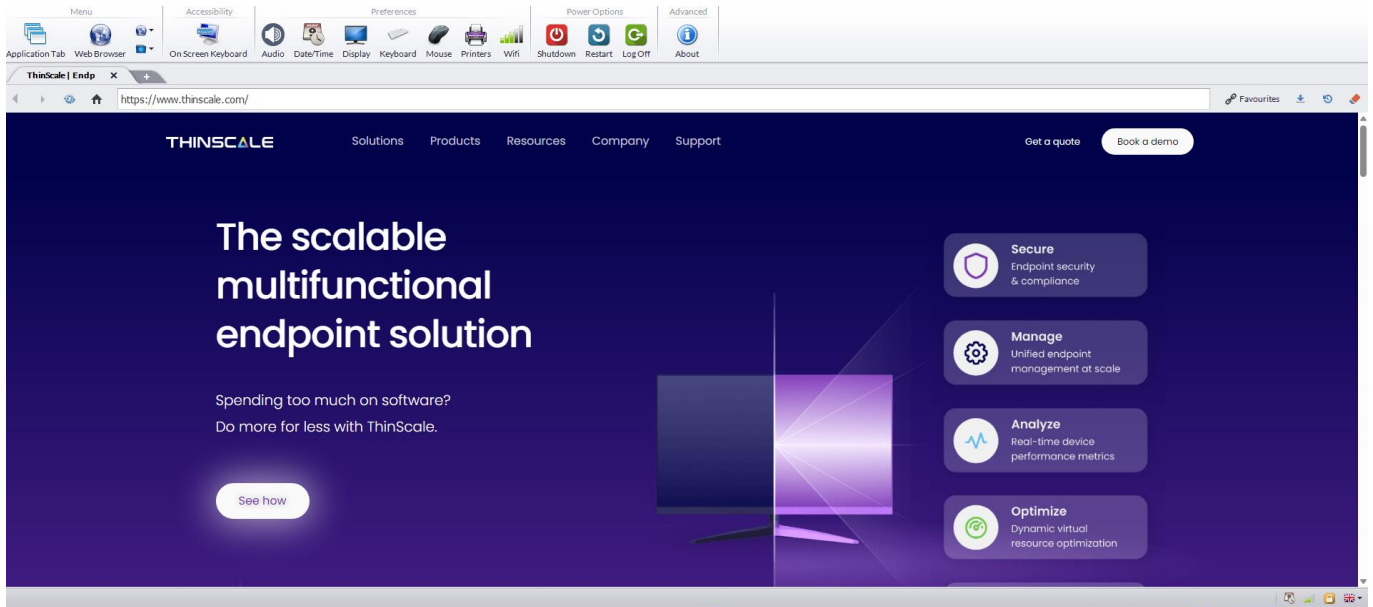 Menu Accessibility Preferences Power Options Advanced
Application Tab Web Browser On Screen Keyboard Audio Date/Time Display Keyboard Mouse Printers Wifi Shutdown Restart Log Off About
ThinScale | Endp X +
https://www.thinscale.com/ Favourites
THINSCALE Solutions Products Resources Company Support Get a quote Book a demo
The scalable
multifunctional
endpoint solution
Spending too much on software?
Do more for less with ThinScale.
See how
Secure
Endpoint security
& compliance
Manage
Unified endpoint
management at scale
Analyze
Real-time device
performance metrics
Optimize
Dynamic virtual
resource optimization